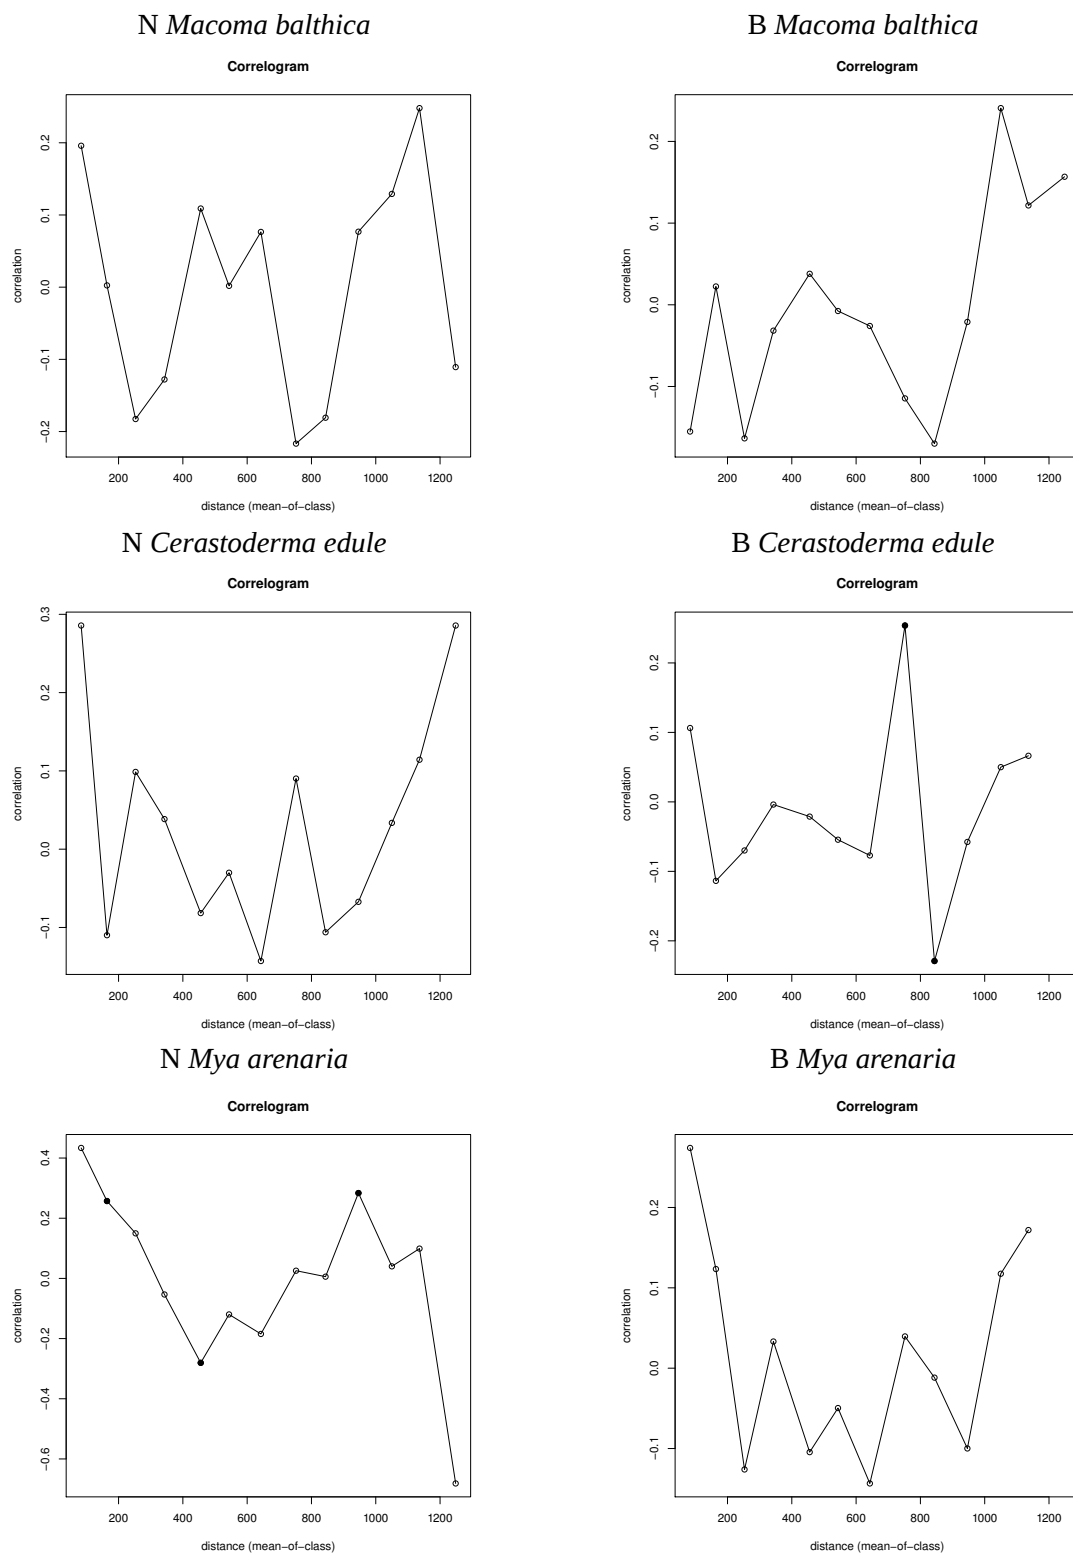 N Macoma balthica
B Macoma balthica
Correlogram
Correlogram
0.2
0.1
0.0
−0.1
−0.2
correlation
200 400 600 800 1000 1200
distance (mean−of−class)
0.2
0.1
0.0
−0.1
correlation
200 400 600 800 1000 1200
distance (mean−of−class)
N Cerastoderma edule
B Cerastoderma edule
Correlogram
Correlogram
0.3
0.2
0.1
0.0
−0.1
correlation
200 400 600 800 1000 1200
distance (mean−of−class)
0.2
0.1
0.0
−0.1
−0.2
correlation
200 400 600 800 1000 1200
distance (mean−of−class)
N Mya arenaria
B Mya arenaria
Correlogram
Correlogram
0.4
0.2
0.0
−0.2
−0.4
−0.6
correlation
200 400 600 800 1000 1200
distance (mean−of−class)
0.2
0.1
0.0
−0.1
correlation
200 400 600 800 1000 1200
distance (mean−of−class)